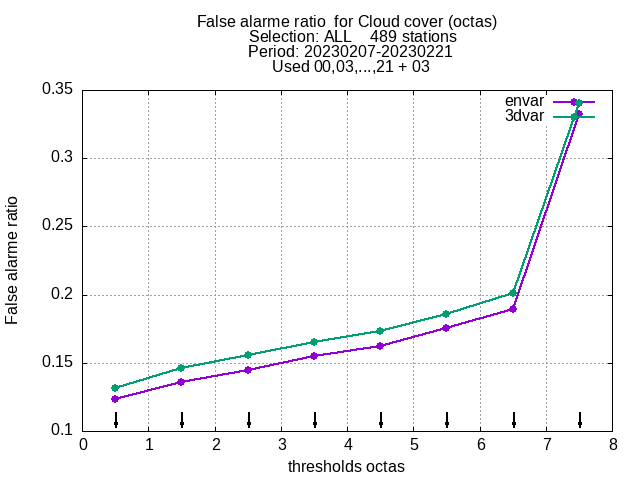 False alarme ratio  for Cloud cover (octas)
Selection: ALL    489 stations
Period: 20230207-20230221
Used 00,03,...,21 + 03
envar
3dvar
False alarme ratio
0.35
0.3
0.25
0.2
0.15
0.1
0 1 2 3 4 5 6 7 8
thresholds octas